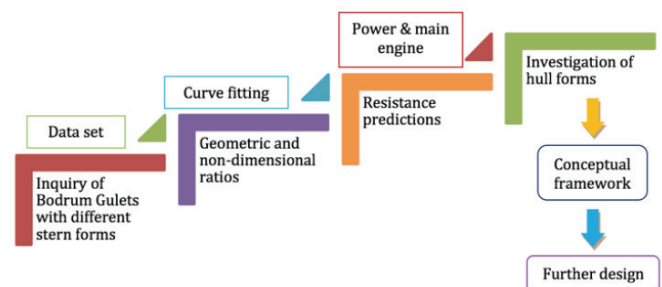 Data set
Inquiry of
Bodrum Gulets
with different
stern forms
Curve fitting
Geometric and
non-dimensional
ratios
Power & main
engine
Resistance
predictions
Investigation of
hull forms
Conceptual
framework
Further design